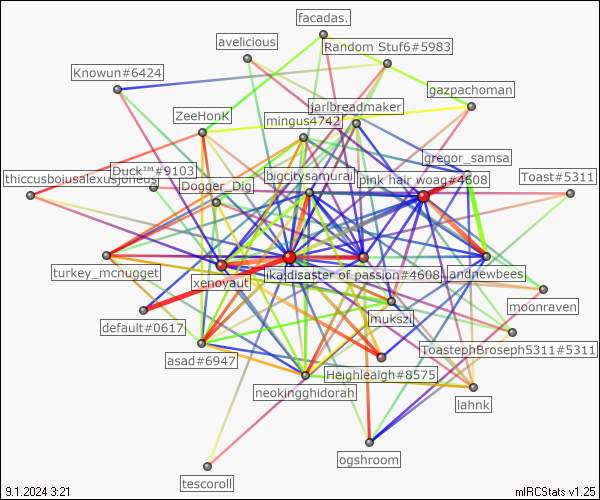 facadas.
avelicious
Random Stuf6#5983
Knowun#6424
gazpachoman
jarlbreadmaker
ZeeHonK
mingus4742
gregor_samsa
Duck™#9103
thiccusboiusalexusjoneus
bigcitysamuraj
pink hair woag#4608
Toast#5311
Dogger_Dig
turkey_mcnugget
xenoyaut
disaster of passion#4608
andnewbees
moonraven
default#0617
mukszi
ToastephBroseph5311#5311
asad#6947
Heighleaigh#8575
neokingghidorah
lahnk
ogshroom
tescoroll
9.1.2024 3:21
mIRCStats v1.25